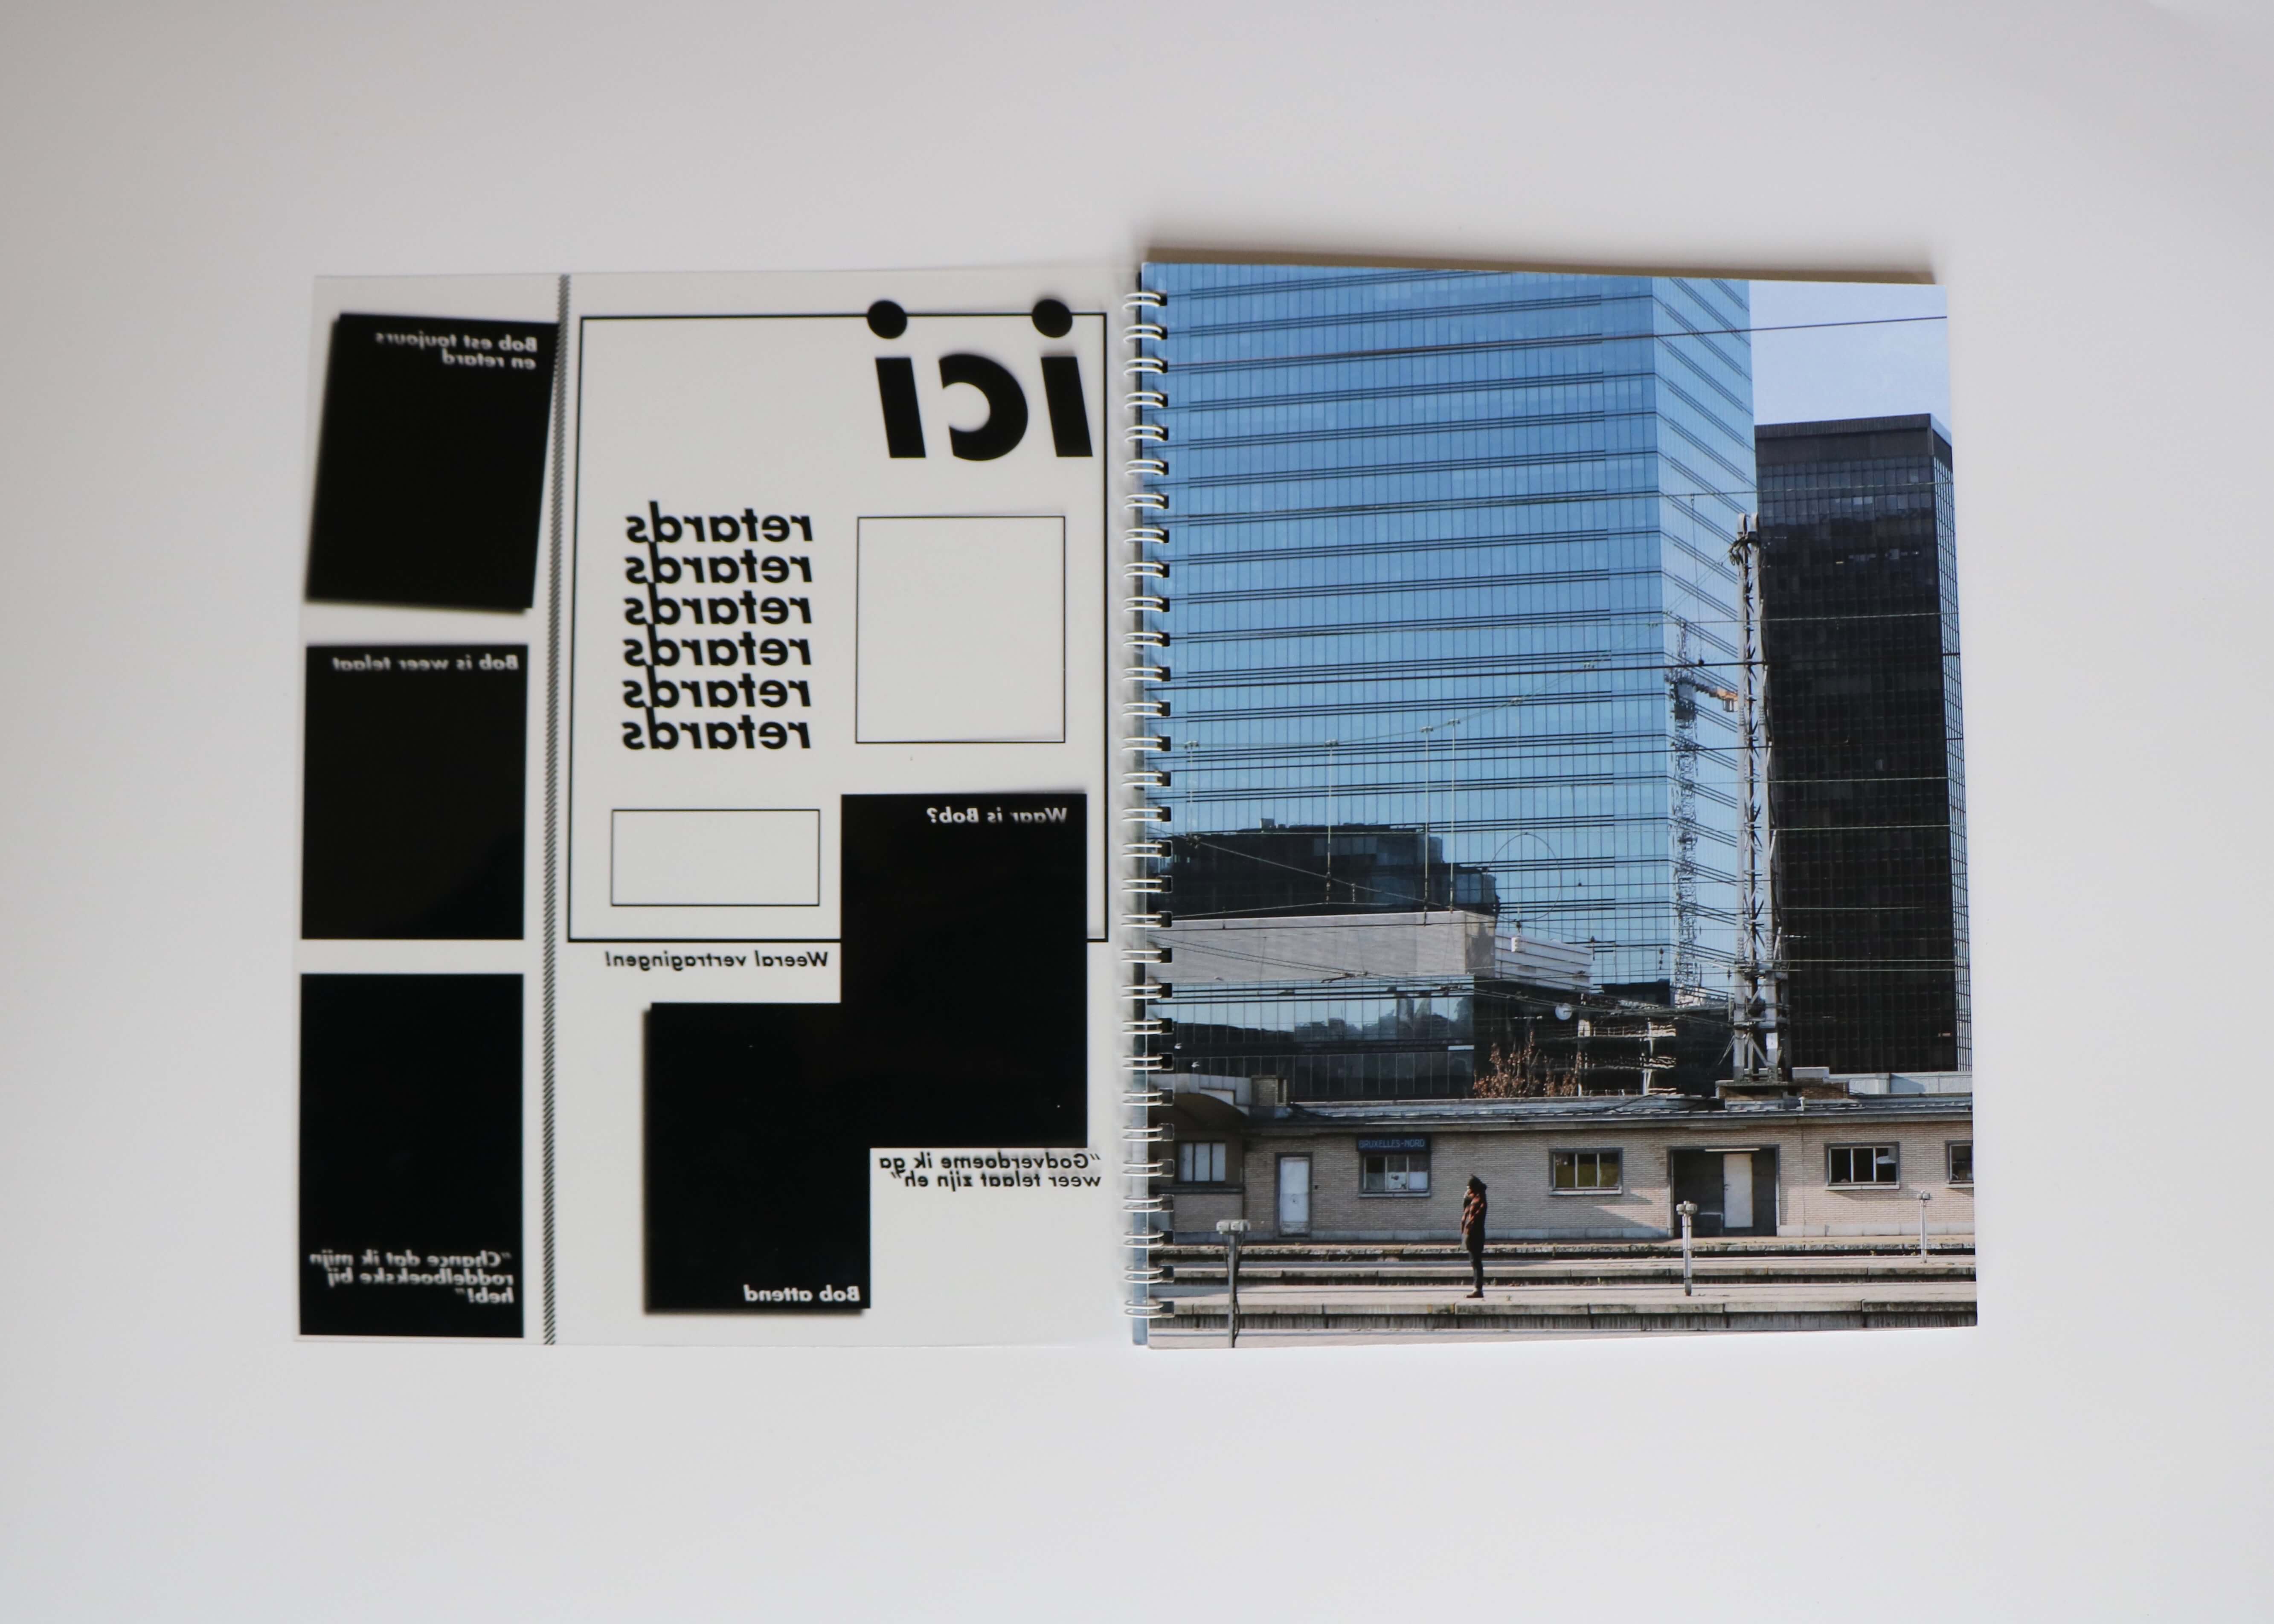 Bob est toujours
en retard
Bob is weer telaat
"Chance dat ik mijn
roddelboekske bij
heb!"
ici
retards
retards
retards
retards
retards
retards
Waar is Bob?
Weeral vertragingen!
"Godverdoeme ik ga
weer telaat zijn eh"
Bob attend
BRUXELLES-NORD